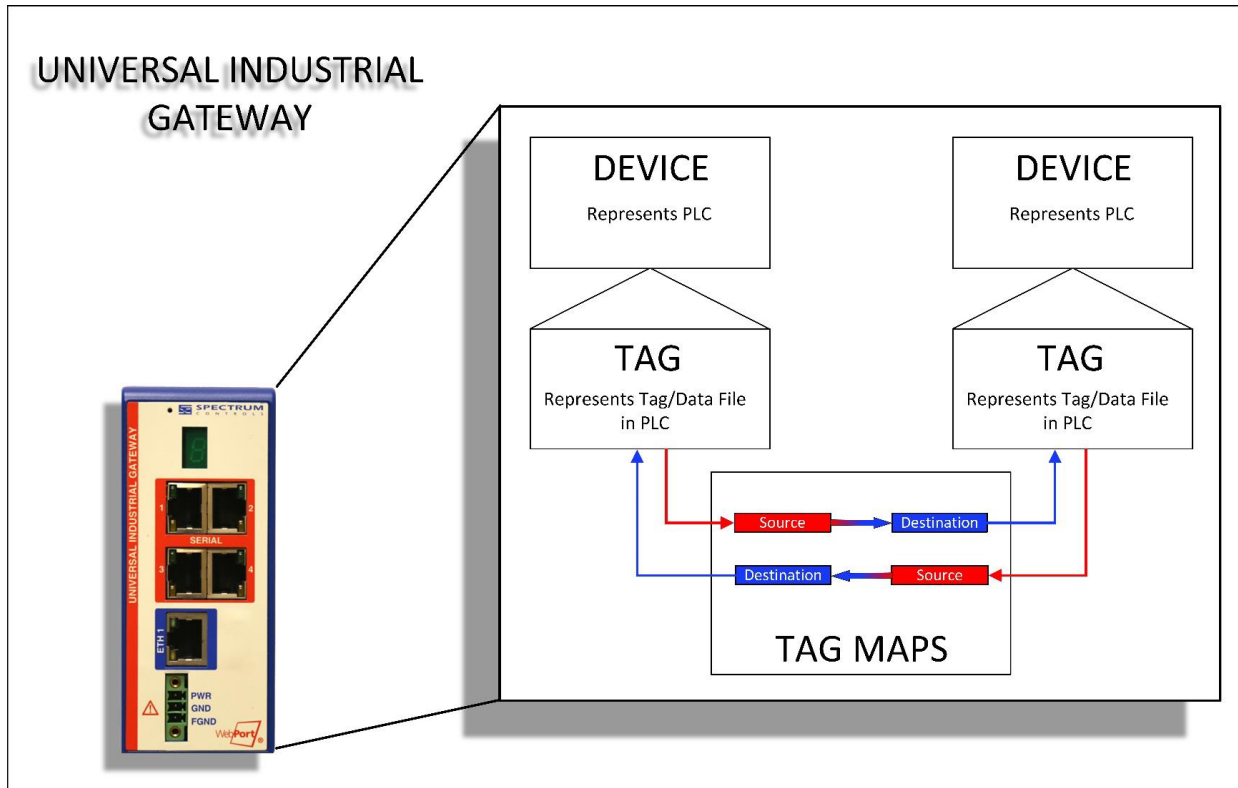 UNIVERSAL INDUSTRIAL
GATEWAY
DEVICE
Represents PLC
DEVICE
Represents PLC
TAG
Represents Tag/Data File
in PLC
TAG
Represents Tag/Data File
in PLC
Source
Destination
Destination
Source
TAG MAPS
SPECTRUM
CONTROLS
UNIVERSAL INDUSTRIAL GATEWAY
8
1
2
SERIAL
3
4
ETH 1
PWR
GND
FGND
WebPort®